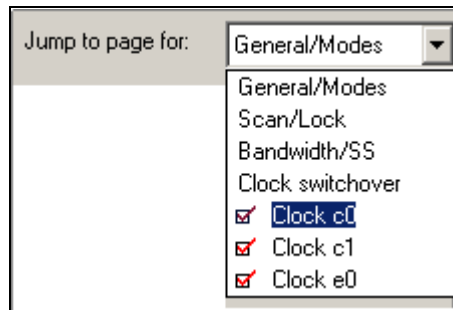 Jump to page for: General/Modes
General/Modes
Scan/Lock
Bandwidth/SS
Clock switchover
Clock c0
Clock c1
Clock e0